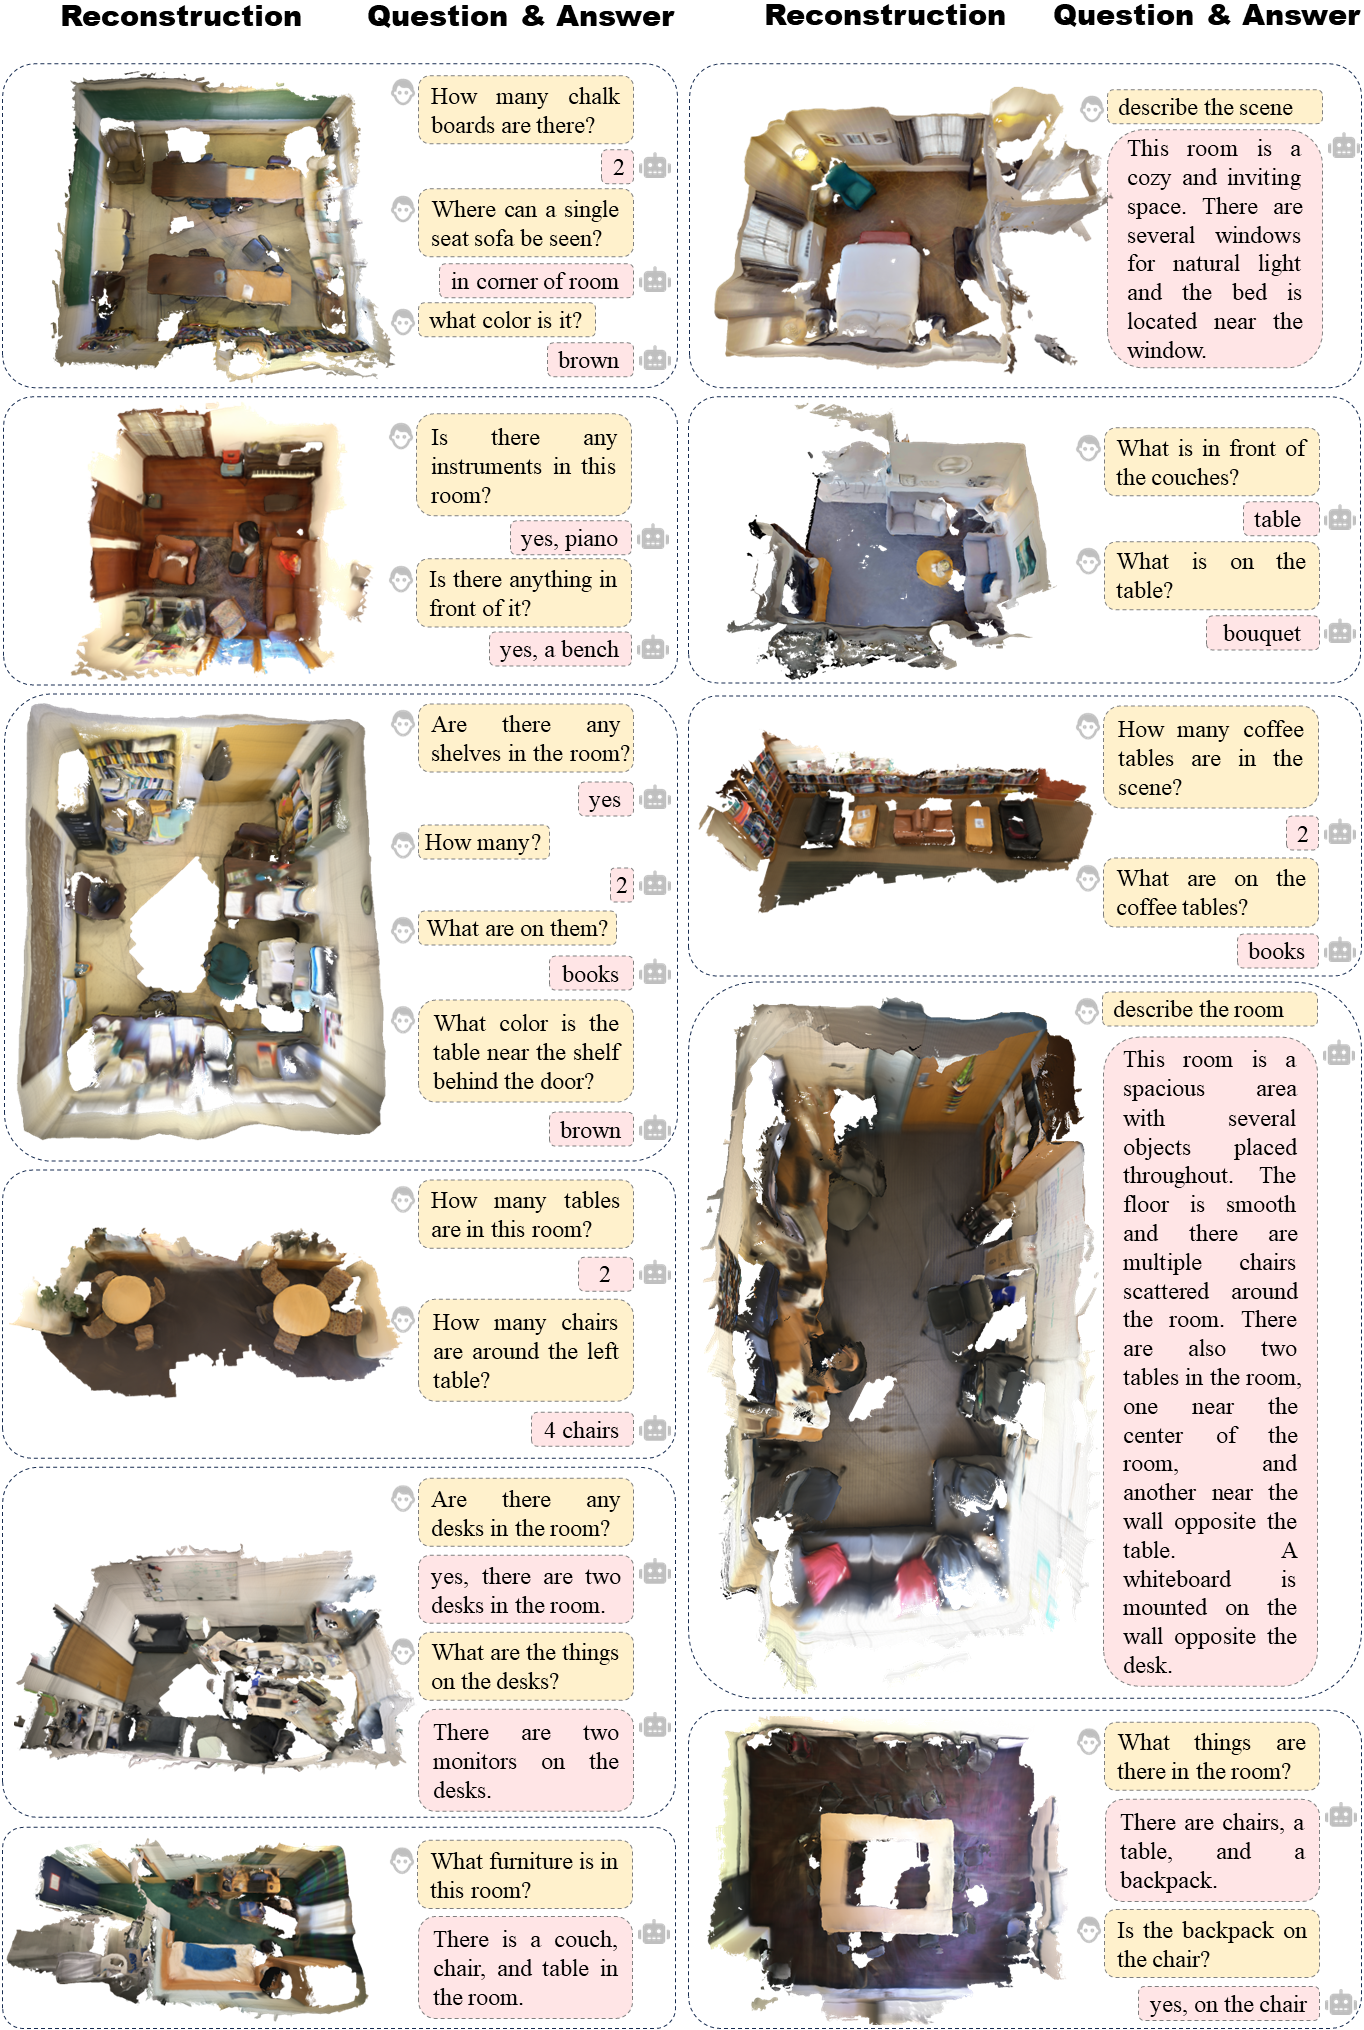 Reconstruction Question & Answer
How many chalk
boards are there?
2
Where can a single
seat sofa be seen?
in corner of room
what color is it?
brown
Is there any
instruments in this
room?
yes, piano
Is there anything in
front of it?
yes, a bench
Are there any
shelves in the room?
yes
How many?
2
What are on them?
books
What color is the
table near the shelf
behind the door?
brown
How many tables
are in this room?
2
How many chairs
are around the left
table?
4 chairs
Are there any
desks in the room?
yes, there are two
desks in the room.
What are the things
on the desks?
There are two
monitors on the
desks.
What furniture is in
this room?
There is a couch,
chair, and table in
the room.
Reconstruction Question & Answer
describe the scene
This room is a
cozy and inviting
space. There are
several windows
for natural light
and the bed is
located near the
window.
What is in front of
the couches?
table
What is on the
table?
bouquet
How many coffee
tables are in the
scene?
2
What are on the
coffee tables?
books
describe the room
This room is a
spacious area
with several
objects placed
throughout. The
floor is smooth
and there are
multiple chairs
scattered around
the room. There
are also two
tables in the room,
one near the
center of the
room, and
another near the
wall opposite the
table. A
whiteboard is
mounted on the
wall opposite the
desk.
What things are
there in the room?
There are chairs, a
table, and a
backpack.
Is the backpack on
the chair?
yes, on the chair